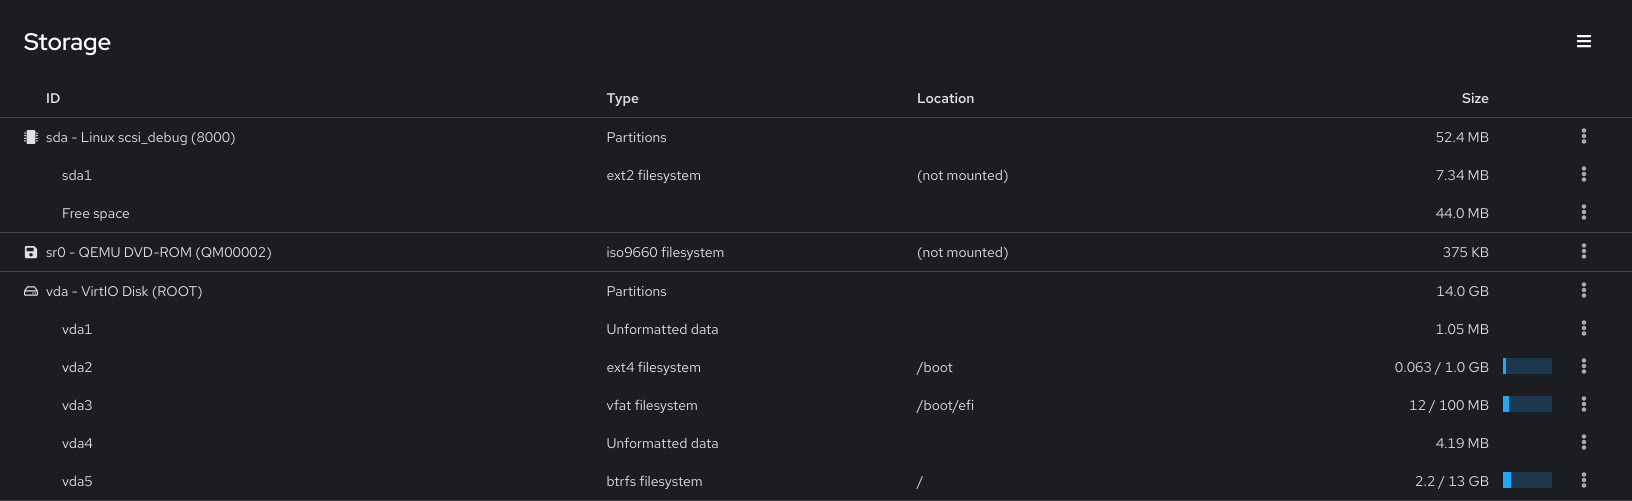 Storage
ID Type Location Size
sda - Linux scsi_debug (8000) Partitions 52.4 MB
sda1 ext2 filesystem (not mounted) 7.34 MB
Free space 44.0 MB
sr0 - QEMU DVD-ROM (QM00002) iso9660 filesystem (not mounted) 375 KB
vda - VirtIO Disk (ROOT) Partitions 14.0 GB
vda1 Unformatted data 1.05 MB
vda2 ext4 filesystem /boot 0.063 / 1.0 GB
vda3 vfat filesystem /boot/efi 12 / 100 MB
vda4 Unformatted data 4.19 MB
vda5 btrfs filesystem / 2.2 / 13 GB